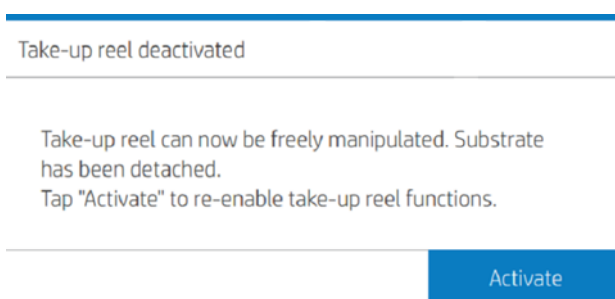 Take-up reel deactivated
Take-up reel can now be freely manipulated. Substrate
has been detached.
Tap "Activate" to re-enable take-up reel functions.
Activate